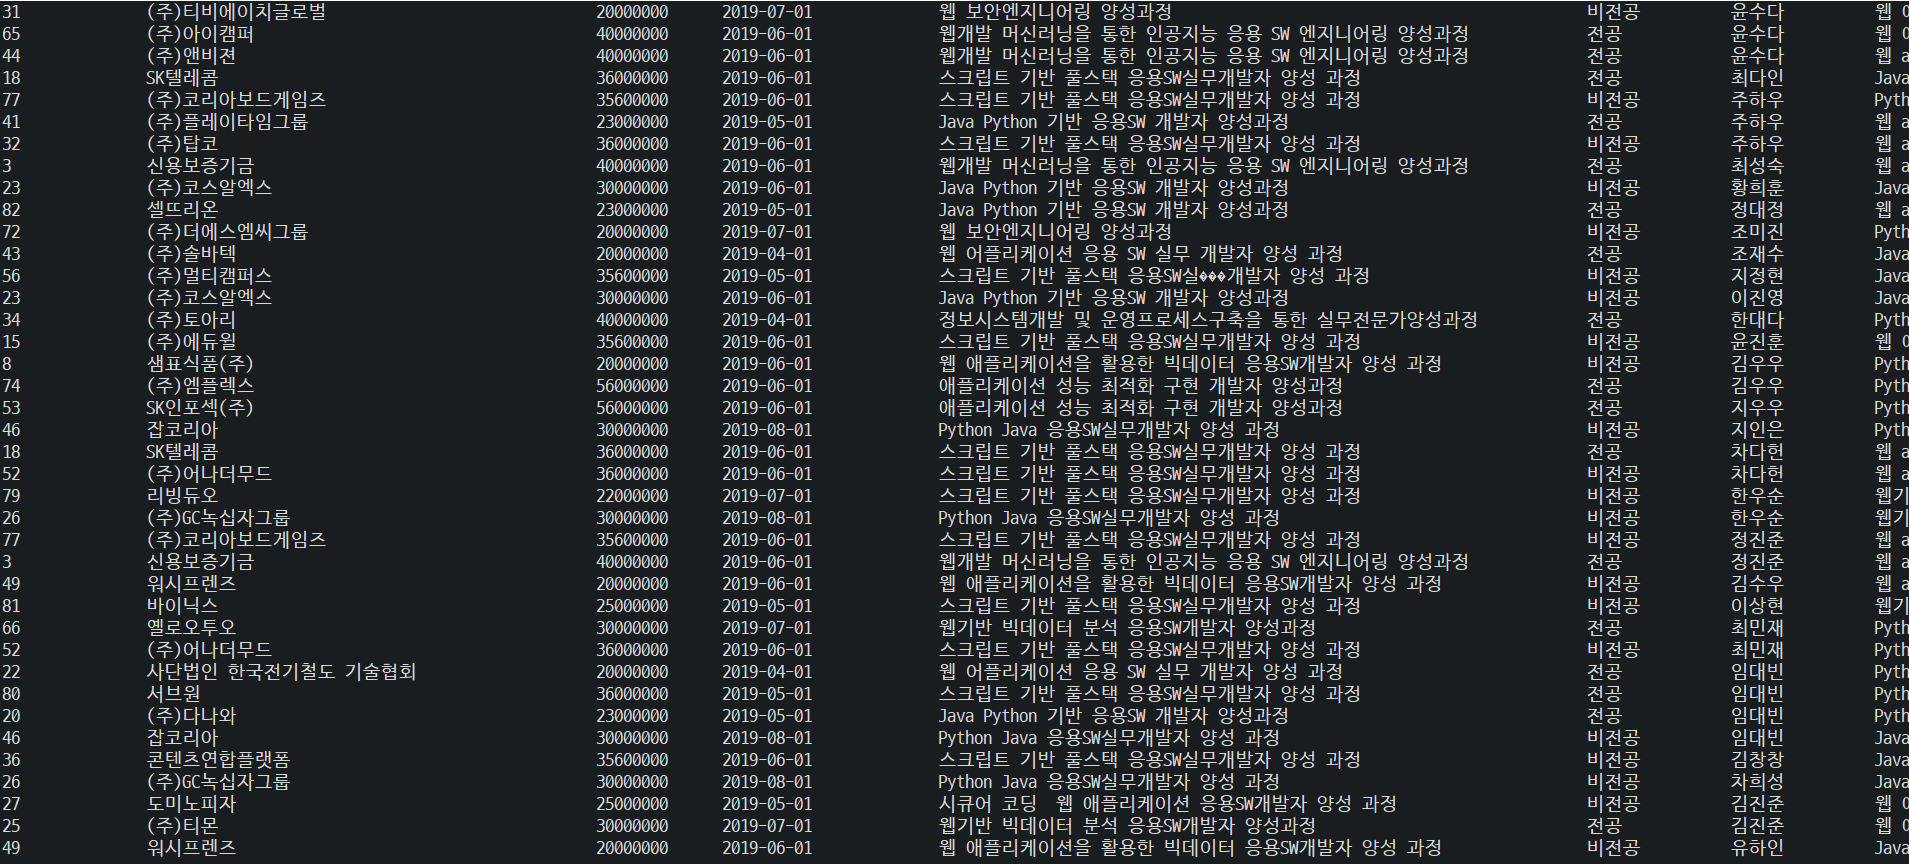 31 (주)티비에이치글로벌 20000000 2019-07-01 웹 보안엔지니어링 양성과정 비전공 윤수다 웹
65 (주)아이캠퍼 40000000 2019-06-01 웹개발 머신러닝을 통한 인공지능 응용 SW 엔지니어링 양성과정 전공 윤수다 웹
44 (주)앤비젼 40000000 2019-06-01 웹개발 머신러닝을 통한 인공지능 응용 SW 엔지니어링 양성과정 전공 윤수다 웹 a
18 SK텔레콤 36000000 2019-06-01 스크립트 기반 풀스택 응용SW실무개발자 양성 과정 전공 최다인 Java
77 (주)코리아보드게임즈 35600000 2019-06-01 스크립트 기반 풀스택 응용SW실무개발자 양성 과정 비전공 주하우 Pyth
41 (주)플레이타임그룹 23000000 2019-05-01 Java Python 기반 응용SW 개발자 양성과정 전공 주하우 웹 a
32 (주)탑코 36000000 2019-06-01 스크립트 기반 풀스택 응용SW실무개발자 양성 과정 비전공 주하우 웹 a
3 신용보증기금 40000000 2019-06-01 웹개발 머신러닝을 통한 인공지능 응용 SW 엔지니어링 양성과정 전공 최성숙 웹 a
23 (주)코스알엑스 30000000 2019-06-01 Java Python 기반 응용SW 개발자 양성과정 비전공 황희훈 Java
82 셀뜨리온 23000000 2019-05-01 Java Python 기반 응용SW 개발자 양성과정 전공 정대정 웹 a
72 (주)더에스엠씨그룹 20000000 2019-07-01 웹 보안엔지니어링 양성과정 비전공 조미진 Pyth
43 (주)솔바텍 20000000 2019-04-01 웹 어플리케이션 응용 SW 실무 개발자 양성 과정 전공 조재수 Java
56 (주)멀티캠퍼스 35600000 2019-05-01 스크립트 기반 풀스택 응용SW실���개발자 양성 과정 비전공 지정현 Java
23 (주)코스알엑스 30000000 2019-06-01 Java Python 기반 응용SW 개발자 양성과정 비전공 이진영 Java
34 (주)토아리 40000000 2019-04-01 정보시스템개발 및 운영프로세스구축을 통한 실무전문가양성과정 전공 한대다 Pyth
15 (주)에듀윌 35600000 2019-06-01 스크립트 기반 풀스택 응용SW실무개발자 양성 과정 비전공 윤진훈 웹
8 샘표식품(주) 20000000 2019-06-01 웹 애플리케이션을 활용한 빅데이터 응용SW개발자 양성 과정 비전공 김우우 Pyth
74 (주)엠플렉스 56000000 2019-06-01 애플리케이션 성능 최적화 구현 개발자 양성과정 전공 김우우 Pyth
53 SK인포섹(주) 56000000 2019-06-01 애플리케이션 성능 최적화 구현 개발자 양성과정 전공 지우우 Pyth
46 잡코리아 30000000 2019-08-01 Python Java 응용SW실무개발자 양성 과정 비전공 지인은 Pyth
18 SK텔레콤 36000000 2019-06-01 스크립트 기반 풀스택 응용SW실무개발자 양성 과정 전공 차다헌 웹 a
52 (주)어나더무드 36000000 2019-06-01 스크립트 기반 풀스택 응용SW실무개발자 양성 과정 비전공 차다헌 웹 a
79 리빙듀오 22000000 2019-07-01 스크립트 기반 풀스택 응용SW실무개발자 양성 과정 비전공 한우순 웹기
26 (주)GC녹십자그룹 30000000 2019-08-01 Python Java 응용SW실무개발자 양성 과정 비전공 한우순 웹기
77 (주)코리아보드게임즈 35600000 2019-06-01 스크립트 기반 풀스택 응용SW실무개발자 양성 과정 비전공 정진준 웹 a
3 신용보증기금 40000000 2019-06-01 웹개발 머신러닝을 통한 인공지능 응용 SW 엔지니어링 양성과정 전공 정진준 웹 a
49 워시프렌즈 20000000 2019-06-01 웹 애플리케이션을 활용한 빅데이터 응용SW개발자 양성 과정 비전공 김수우 웹 a
81 바이닉스 25000000 2019-05-01 스크립트 기반 풀스택 응용SW실무개발자 양성 과정 비전공 이상현 웹기
66 옐로오투오 30000000 2019-07-01 웹기반 빅데이터 분석 응용SW개발자 양성과정 전공 최민재 Pyth
52 (주)어나더무드 36000000 2019-06-01 스크립트 기반 풀스택 응용SW실무개발자 양성 과정 비전공 최민재 Pyth
22 사단법인 한국전기철도 기술협회 20000000 2019-04-01 웹 어플리케이션 응용 SW 실무 개발자 양성 과정 전공 임대빈 Pyth
80 서브원 36000000 2019-05-01 스크립트 기반 풀스택 응용SW실무개발자 양성 과정 전공 임대빈 Pyth
20 (주)다나와 23000000 2019-05-01 Java Python 기반 응용SW 개발자 양성과정 전공 임대빈 Pyth
46 잡코리아 30000000 2019-08-01 Python Java 응용SW실무개발자 양성 과정 비전공 임대빈 Java
36 콘텐츠연합플랫폼 35600000 2019-06-01 스크립트 기반 풀스택 응용SW실무개발자 양성 과정 비전공 김창창 Java
26 (주)GC녹십자그룹 30000000 2019-08-01 Python Java 응용SW실무개발자 양성 과정 비전공 차희성 Java
27 도미노피자 25000000 2019-05-01 시큐어 코딩 웹 애플리케이션 응용SW개발자 양성 과정 비전공 김진준 웹
25 (주)티몬 30000000 2019-07-01 웹기반 빅데이터 분석 응용SW개발자 양성과정 전공 김진준 웹
49 워시프렌즈 20000000 2019-06-01 웹 애플리케이션을 활용한 빅데이터 응용SW개발자 양성 과정 비전공 유하인 Java